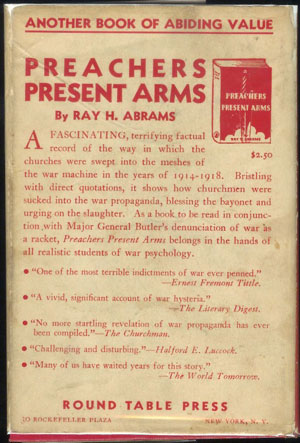 ANOTHER BOOK OF ABIDING VALUE
PREACHERS
PRESENT ARMS
By RAY H. ABRAMS
PREACHERS
PRESENT ARMS
RAY H. ABRAMS
$2.50
A FASCINATING, terrifying factual
record of the way in which the
churches were swept into the meshes of
the war machine in the years of 1914-1918. Bristling
with direct quotations, it shows how churchmen were
sucked into the war propaganda, blessing the bayonet and
urging on the slaughter. As a book to be read in conjunc-
tion with Major General Butler's denunciation of war as
a racket, Preachers Present Arms belongs in the hands of
all realistic students of war psychology.
• "One of the most terrible indictments of war ever penned."
—Ernest Fremont Tittle.
• "A vivid, significant account of war hysteria."
—The Literary Digest.
• "No more startling revelation of war propaganda has ever
been compiled."—The Churchman.
• "Challenging and disturbing."—Halford E. Luccock.
• "Many of us have waited years for this story."
—The World Tomorrow.
ROUND TABLE PRESS
10 ROCKEFELLER PLAZA NEW YORK, N. Y.